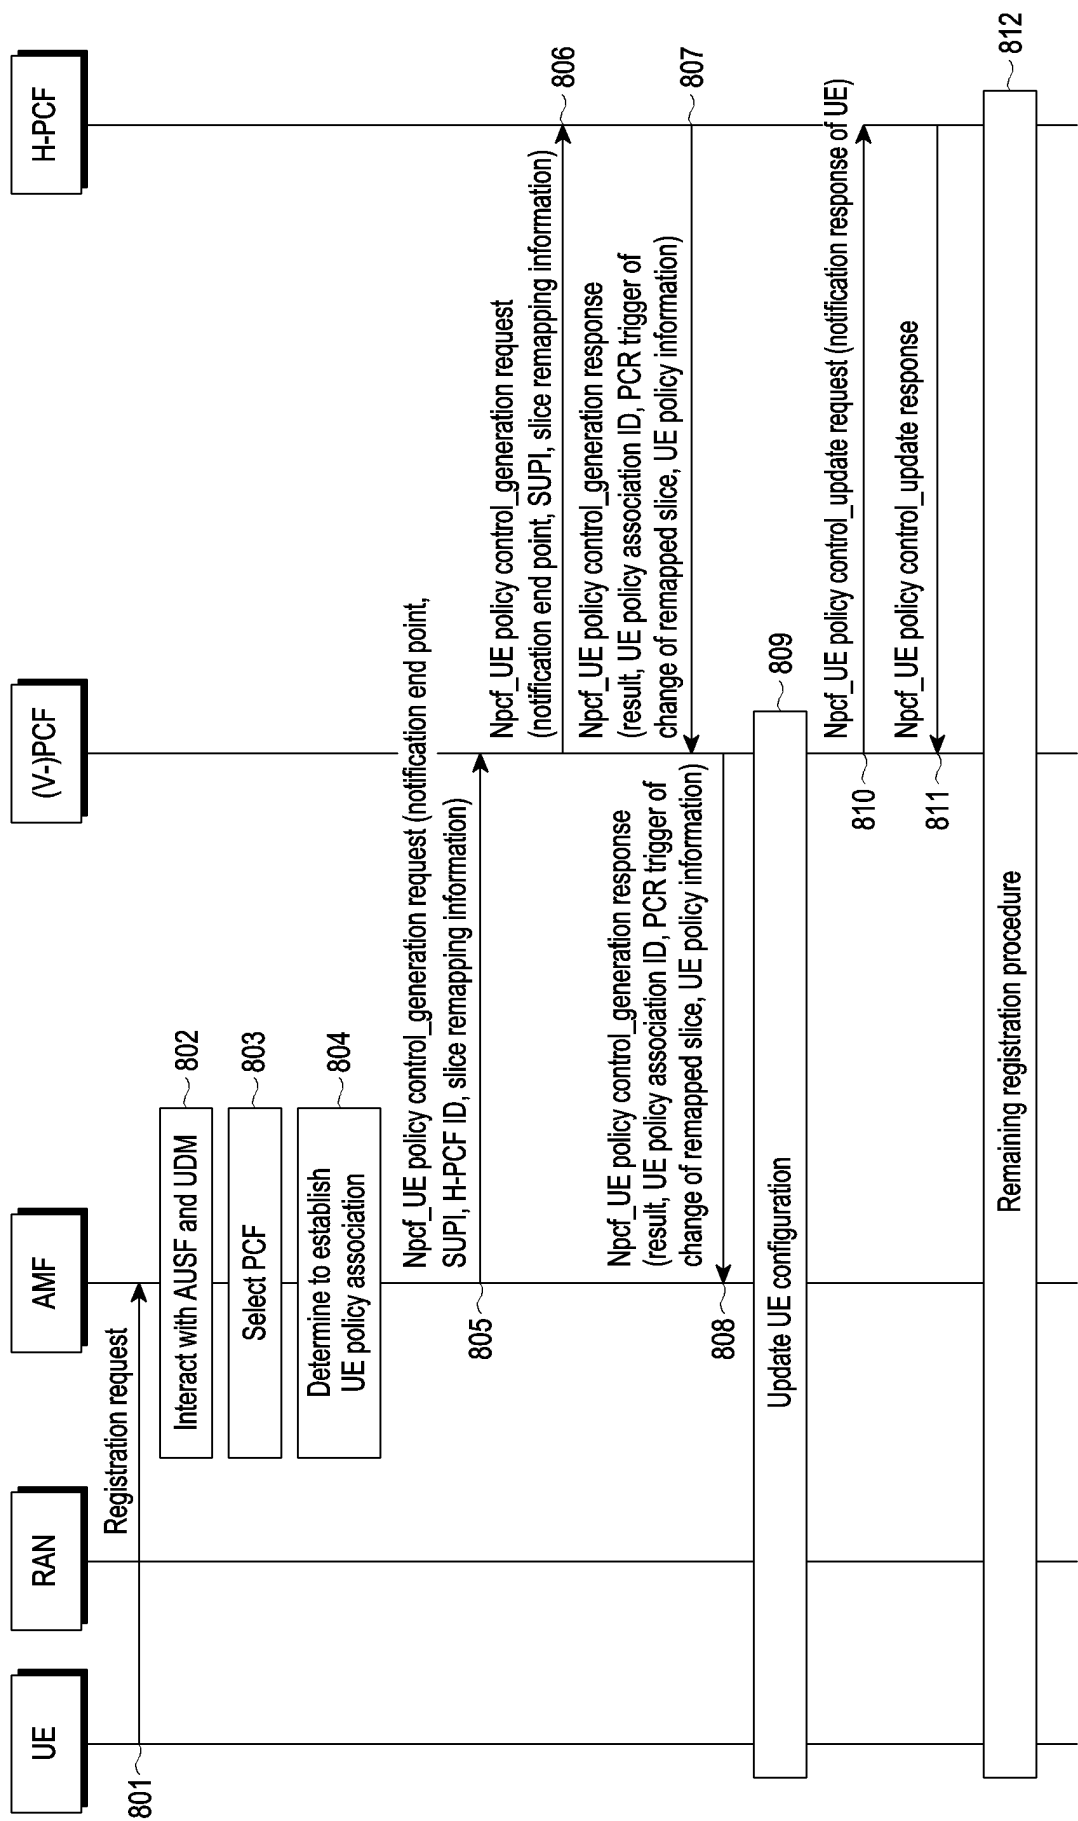 UE
RAN
AMF
(V-)PCF
H-PCF
801
Registration request
Interact with AUSF and UDM
802
Select PCF
803
Determine to establish
UE policy association
804
Npcf_UE policy control_generation request (notification end point,
SUPI, H-PCF ID, slice remapping information)
805
Npcf_UE policy control_generation request
(notification end point, SUPI, slice remapping information)
806
Npcf_UE policy control_generation response
(result, UE policy association ID, PCR trigger of
change of remapped slice, UE policy information)
807
Npcf_UE policy control_generation response
(result, UE policy association ID, PCR trigger of
change of remapped slice, UE policy information)
808
Update UE configuration
809
Npcf_UE policy control_update request (notification response of UE)
810
Npcf_UE policy control_update response
811
Remaining registration procedure
812